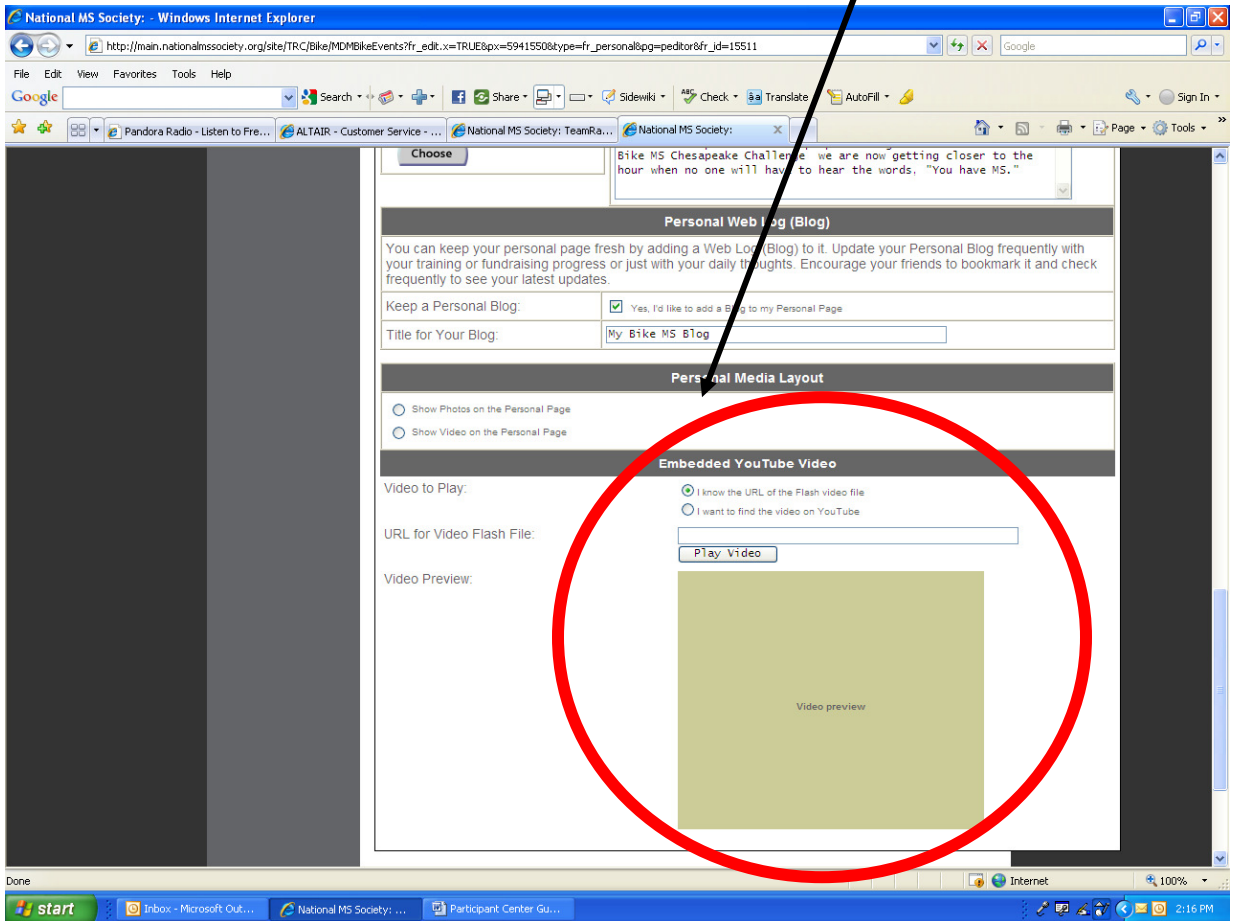 National MS Society: - Windows Internet Explorer
http://main.nationalmssociety.org/site/TRC/Bike/MDMBikeEvents?fr_edit.x=TRUE&px=5941550&type=fr_personal&pg=peditor&fr_id=15511
Google
File Edit View Favorites Tools Help
Google Search Share Sidewiki ABC Check Translate AutoFill Sign In
Pandora Radio - Listen to Fre... ALTAIR - Customer Service - ... National MS Society: TeamRa... National MS Society: X Page Tools »
Choose
Bike MS Chesapeake Challenge we are now getting closer to the
hour when no one will have to hear the words, "You have MS."
Personal Web Log (Blog)
You can keep your personal page fresh by adding a Web Log (Blog) to it. Update your Personal Blog frequently with
your training or fundraising progress or just with your daily thoughts. Encourage your friends to bookmark it and check
frequently to see your latest updates.
Keep a Personal Blog: Yes, I'd like to add a Blog to my Personal Page
Title for Your Blog: My Bike MS Blog
Personal Media Layout
Show Photos on the Personal Page
Show Video on the Personal Page
Embedded YouTube Video
Video to Play: I know the URL of the Flash video file
I want to find the video on YouTube
URL for Video Flash File:
Play Video
Video Preview:
Video preview
Done Internet 100%
start Inbox - Microsoft Out... National MS Society: ... Participant Center Gu... 2:16 PM